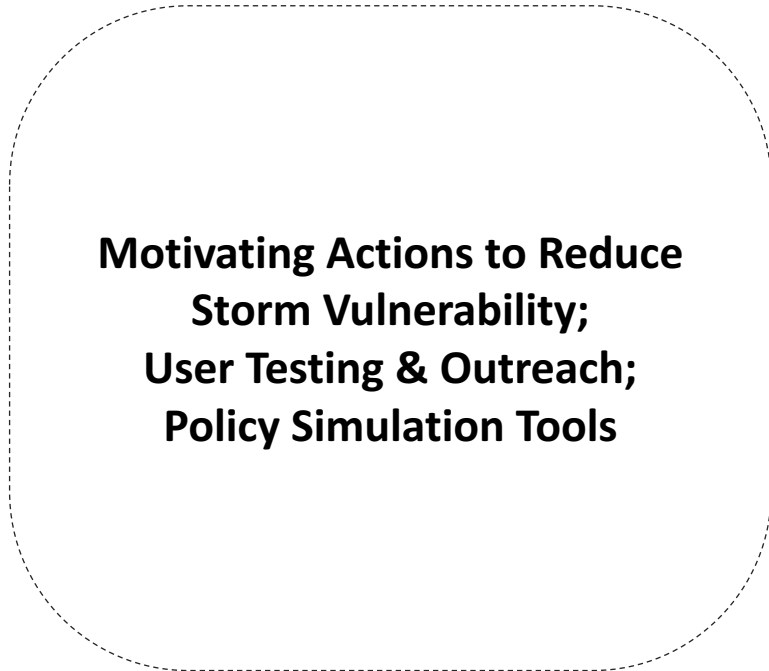 Motivating Actions to Reduce
Storm Vulnerability;
User Testing & Outreach;
Policy Simulation Tools